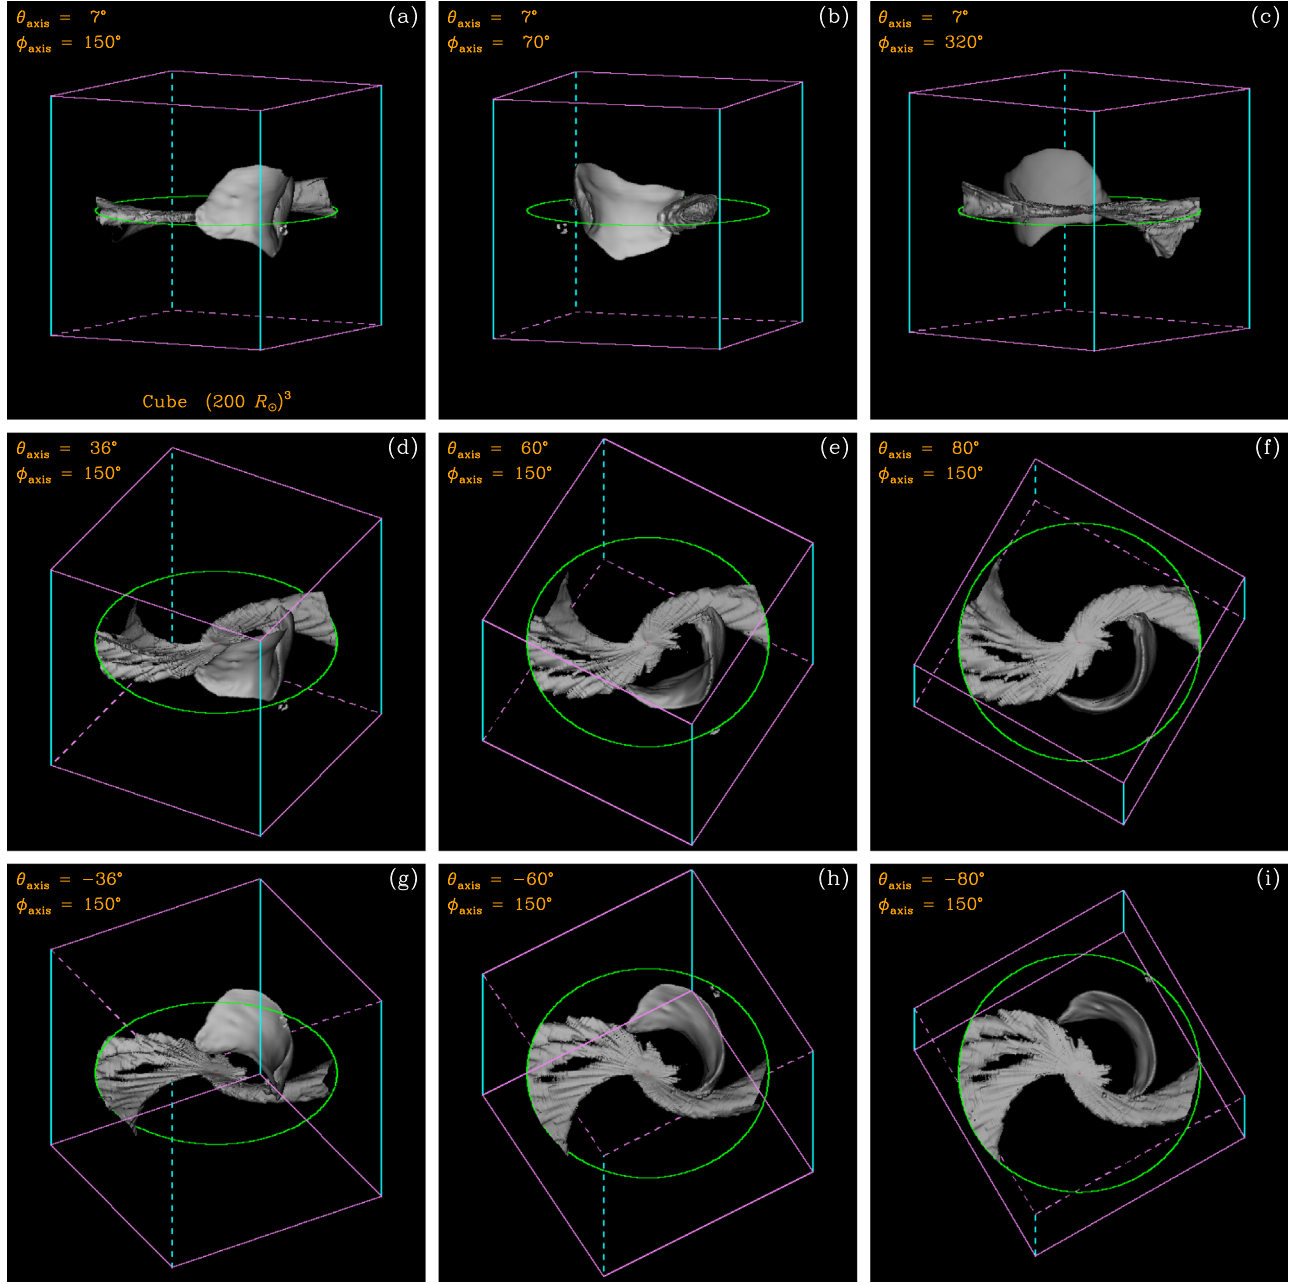 θaxis = 7° (a)
ϕaxis = 150°
Cube (200 R⊙)³
θaxis = 7° (b)
ϕaxis = 70°
θaxis = 7° (c)
ϕaxis = 320°
θaxis = 36° (d)
ϕaxis = 150°
θaxis = 60° (e)
ϕaxis = 150°
θaxis = 80° (f)
ϕaxis = 150°
θaxis = −36° (g)
ϕaxis = 150°
θaxis = −60° (h)
ϕaxis = 150°
θaxis = −80° (i)
ϕaxis = 150°